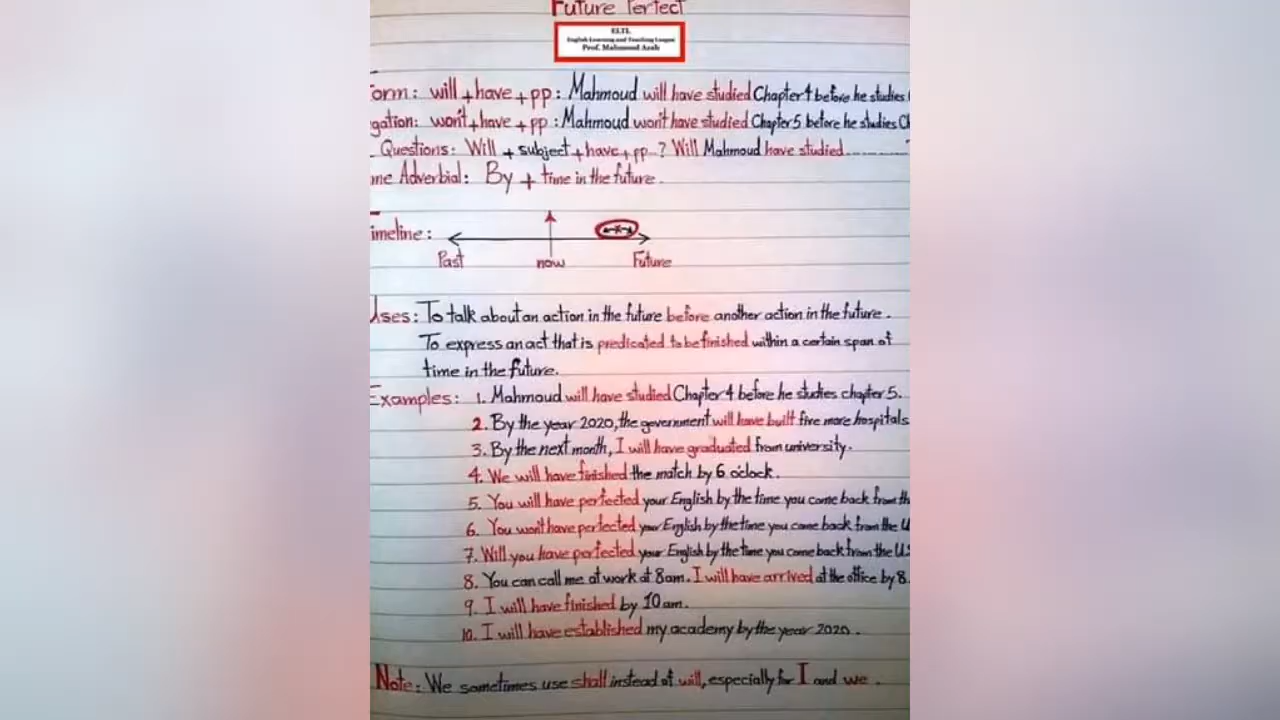 Future Perfect
ELTL
English Learning and Teaching League
Prof. Mahmoud Arab
Form: will + have + pp : Mahmoud will have studied Chapter 4 before he studies
gation: won't + have + pp : Mahmoud won't have studied Chapter 5 before he studies Ch
Questions: Will + subject + have + pp...? Will Mahmoud have studied..........?
me Adverbial: By + time in the future.
Timeline:
Past now Future
Uses: To talk about an action in the future before another action in the future.
To express an act that is predicated to be finished within a certain span of
time in the future.
Examples: 1. Mahmoud will have studied Chapter 4 before he studies chapter 5.
2. By the year 2020, the government will have built five more hospitals
3. By the next month, I will have graduated from university.
4. We will have finished the match by 6 o'clock.
5. You will have perfected your English by the time you come back from th
6. You won't have perfected your English by the time you come back from the U
7. Will you have perfected your English by the time you come back from the US
8. You can call me at work at 8am. I will have arrived at the office by 8.
9. I will have finished by 10 am.
10. I will have established my academy by the year 2020.
Note: We sometimes use shall instead of will, especially for I and we.